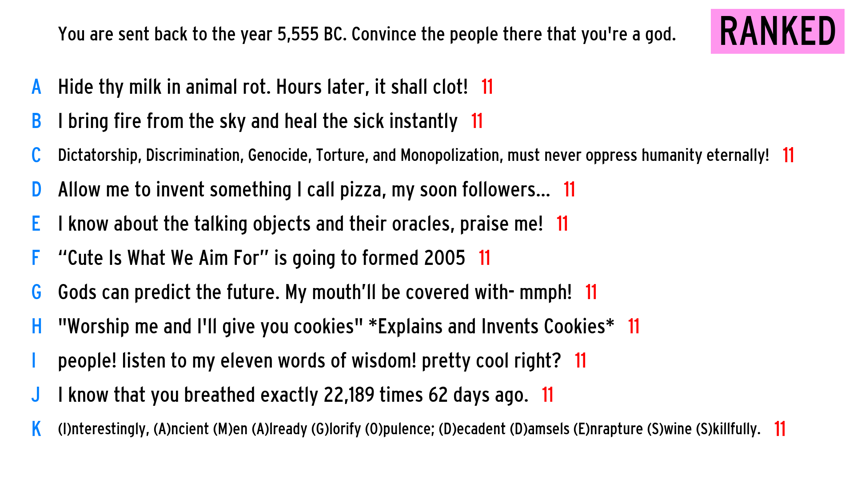 You are sent back to the year 5,555 BC. Convince the people there that you're a god.
RANKED
A Hide thy milk in animal rot. Hours later, it shall clot! 11
B I bring fire from the sky and heal the sick instantly 11
C Dictatorship, Discrimination, Genocide, Torture, and Monopolization, must never oppress humanity eternally! 11
D Allow me to invent something I call pizza, my soon followers... 11
E I know about the talking objects and their oracles, praise me! 11
F “Cute Is What We Aim For” is going to formed 2005 11
G Gods can predict the future. My mouth’ll be covered with- mmph! 11
H "Worship me and I'll give you cookies" *Explains and Invents Cookies* 11
I people! listen to my eleven words of wisdom! pretty cool right? 11
J I know that you breathed exactly 22,189 times 62 days ago. 11
K (I)nterestingly, (A)ncient (M)en (A)lready (G)lorify (O)pulence; (D)ecadent (D)amsels (E)nrapture (S)wine (S)killfully. 11